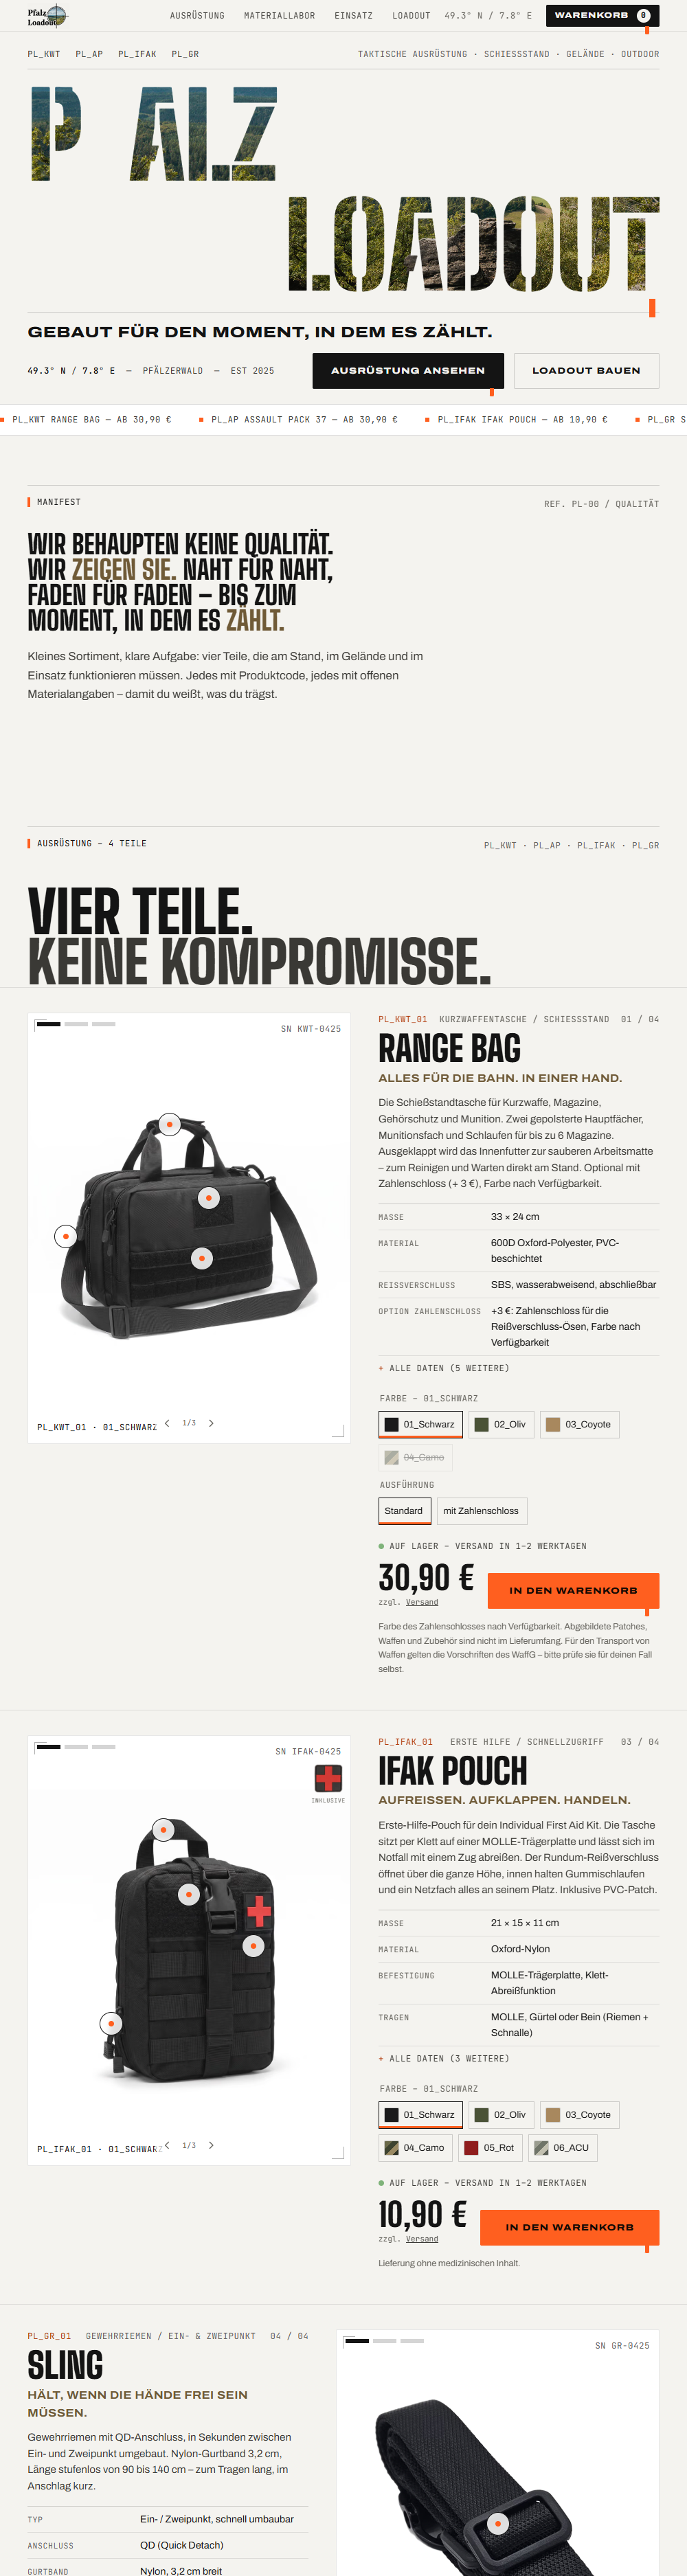 Pfalz
Loadout
AUSRÜSTUNG MATERIALLABOR EINSATZ LOADOUT 49.3° N / 7.8° E WARENKORB 0
PL_KWT PL_AP PL_IFAK PL_GR
TAKTISCHE AUSRÜSTUNG · SCHIESSSTAND · GELÄNDE · OUTDOOR
P ALZ
LOADOUT
GEBAUT FÜR DEN MOMENT, IN DEM ES ZÄHLT.
49.3° N / 7.8° E — PFÄLZERWALD — EST 2025
AUSRÜSTUNG ANSEHEN
LOADOUT BAUEN
PL_KWT RANGE BAG — AB 30,90 € PL_AP ASSAULT PACK 37 — AB 30,90 € PL_IFAK IFAK POUCH — AB 10,90 € PL_GR S
MANIFEST
REF. PL-00 / QUALITÄT
WIR BEHAUPTEN KEINE QUALITÄT.
WIR ZEIGEN SIE. NAHT FÜR NAHT,
FADEN FÜR FADEN – BIS ZUM
MOMENT, IN DEM ES ZÄHLT.
Kleines Sortiment, klare Aufgabe: vier Teile, die am Stand, im Gelände und im
Einsatz funktionieren müssen. Jedes mit Produktcode, jedes mit offenen
Materialangaben – damit du weißt, was du trägst.
AUSRÜSTUNG — 4 TEILE
PL_KWT · PL_AP · PL_IFAK · PL_GR
VIER TEILE.
KEINE KOMPROMISSE.
SN KWT-0425
PL_KWT_01 · 01_SCHWARZ
1/3
PL_KWT_01 KURZWAFFENTASCHE / SCHIESSSTAND 01 / 04
RANGE BAG
ALLES FÜR DIE BAHN. IN EINER HAND.
Die Schießstandtasche für Kurzwaffe, Magazine,
Gehörschutz und Munition. Zwei gepolsterte Hauptfächer,
Munitionsfach und Schlaufen für bis zu 6 Magazine.
Ausgeklappt wird das Innenfutter zur sauberen Arbeitsmatte
– zum Reinigen und Warten direkt am Stand. Optional mit
Zahlenschloss (+ 3 €), Farbe nach Verfügbarkeit.
MASSE 33 × 24 cm
MATERIAL 600D Oxford-Polyester, PVC-
beschichtet
REISSVERSCHLUSS SBS, wasserabweisend, abschließbar
OPTION ZAHLENSCHLOSS +3 €: Zahlenschloss für die
Reißverschluss-Ösen, Farbe nach
Verfügbarkeit
+ ALLE DATEN (5 WEITERE)
FARBE — 01_SCHWARZ
01_Schwarz 02_Oliv 03_Coyote
04_Camo
AUSFÜHRUNG
Standard mit Zahlenschloss
AUF LAGER — VERSAND IN 1–2 WERKTAGEN
30,90 €
zzgl. Versand
IN DEN WARENKORB
Farbe des Zahlenschlosses nach Verfügbarkeit. Abgebildete Patches,
Waffen und Zubehör sind nicht im Lieferumfang. Für den Transport von
Waffen gelten die Vorschriften des WaffG – bitte prüfe sie für deinen Fall
selbst.
SN IFAK-0425
INKLUSIVE
PL_IFAK_01 · 01_SCHWARZ
1/3
PL_IFAK_01 ERSTE HILFE / SCHNELLZUGRIFF 03 / 04
IFAK POUCH
AUFREISSEN. AUFKLAPPEN. HANDELN.
Erste-Hilfe-Pouch für dein Individual First Aid Kit. Die Tasche
sitzt per Klett auf einer MOLLE-Trägerplatte und lässt sich im
Notfall mit einem Zug abreißen. Der Rundum-Reißverschluss
öffnet über die ganze Höhe, innen halten Gummischlaufen
und ein Netzfach alles an seinem Platz. Inklusive PVC-Patch.
MASSE 21 × 15 × 11 cm
MATERIAL Oxford-Nylon
BEFESTIGUNG MOLLE-Trägerplatte, Klett-
Abreißfunktion
TRAGEN MOLLE, Gürtel oder Bein (Riemen +
Schnalle)
+ ALLE DATEN (3 WEITERE)
FARBE — 01_SCHWARZ
01_Schwarz 02_Oliv 03_Coyote
04_Camo 05_Rot 06_ACU
AUF LAGER — VERSAND IN 1–2 WERKTAGEN
10,90 €
zzgl. Versand
IN DEN WARENKORB
Lieferung ohne medizinischen Inhalt.
PL_GR_01 GEWEHRRIEMEN / EIN- & ZWEIPUNKT 04 / 04
SLING
HÄLT, WENN DIE HÄNDE FREI SEIN
MÜSSEN.
Gewehrriemen mit QD-Anschluss, in Sekunden zwischen
Ein- und Zweipunkt umgebaut. Nylon-Gurtband 3,2 cm,
Länge stufenlos von 90 bis 140 cm – zum Tragen lang, im
Anschlag kurz.
TYP Ein- / Zweipunkt, schnell umbaubar
ANSCHLUSS QD (Quick Detach)
GURTBAND Nylon, 3,2 cm breit
SN GR-0425